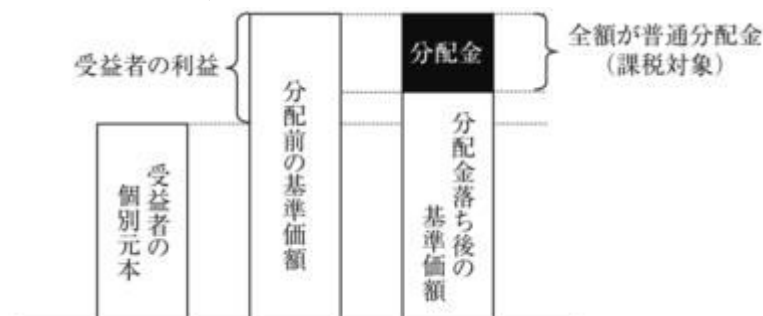 受益者の利益
分配金
全額が普通分配金
（課税対象）
受益者の
個別元本
分配前の基準価額
分配金落ち後の
基準価額